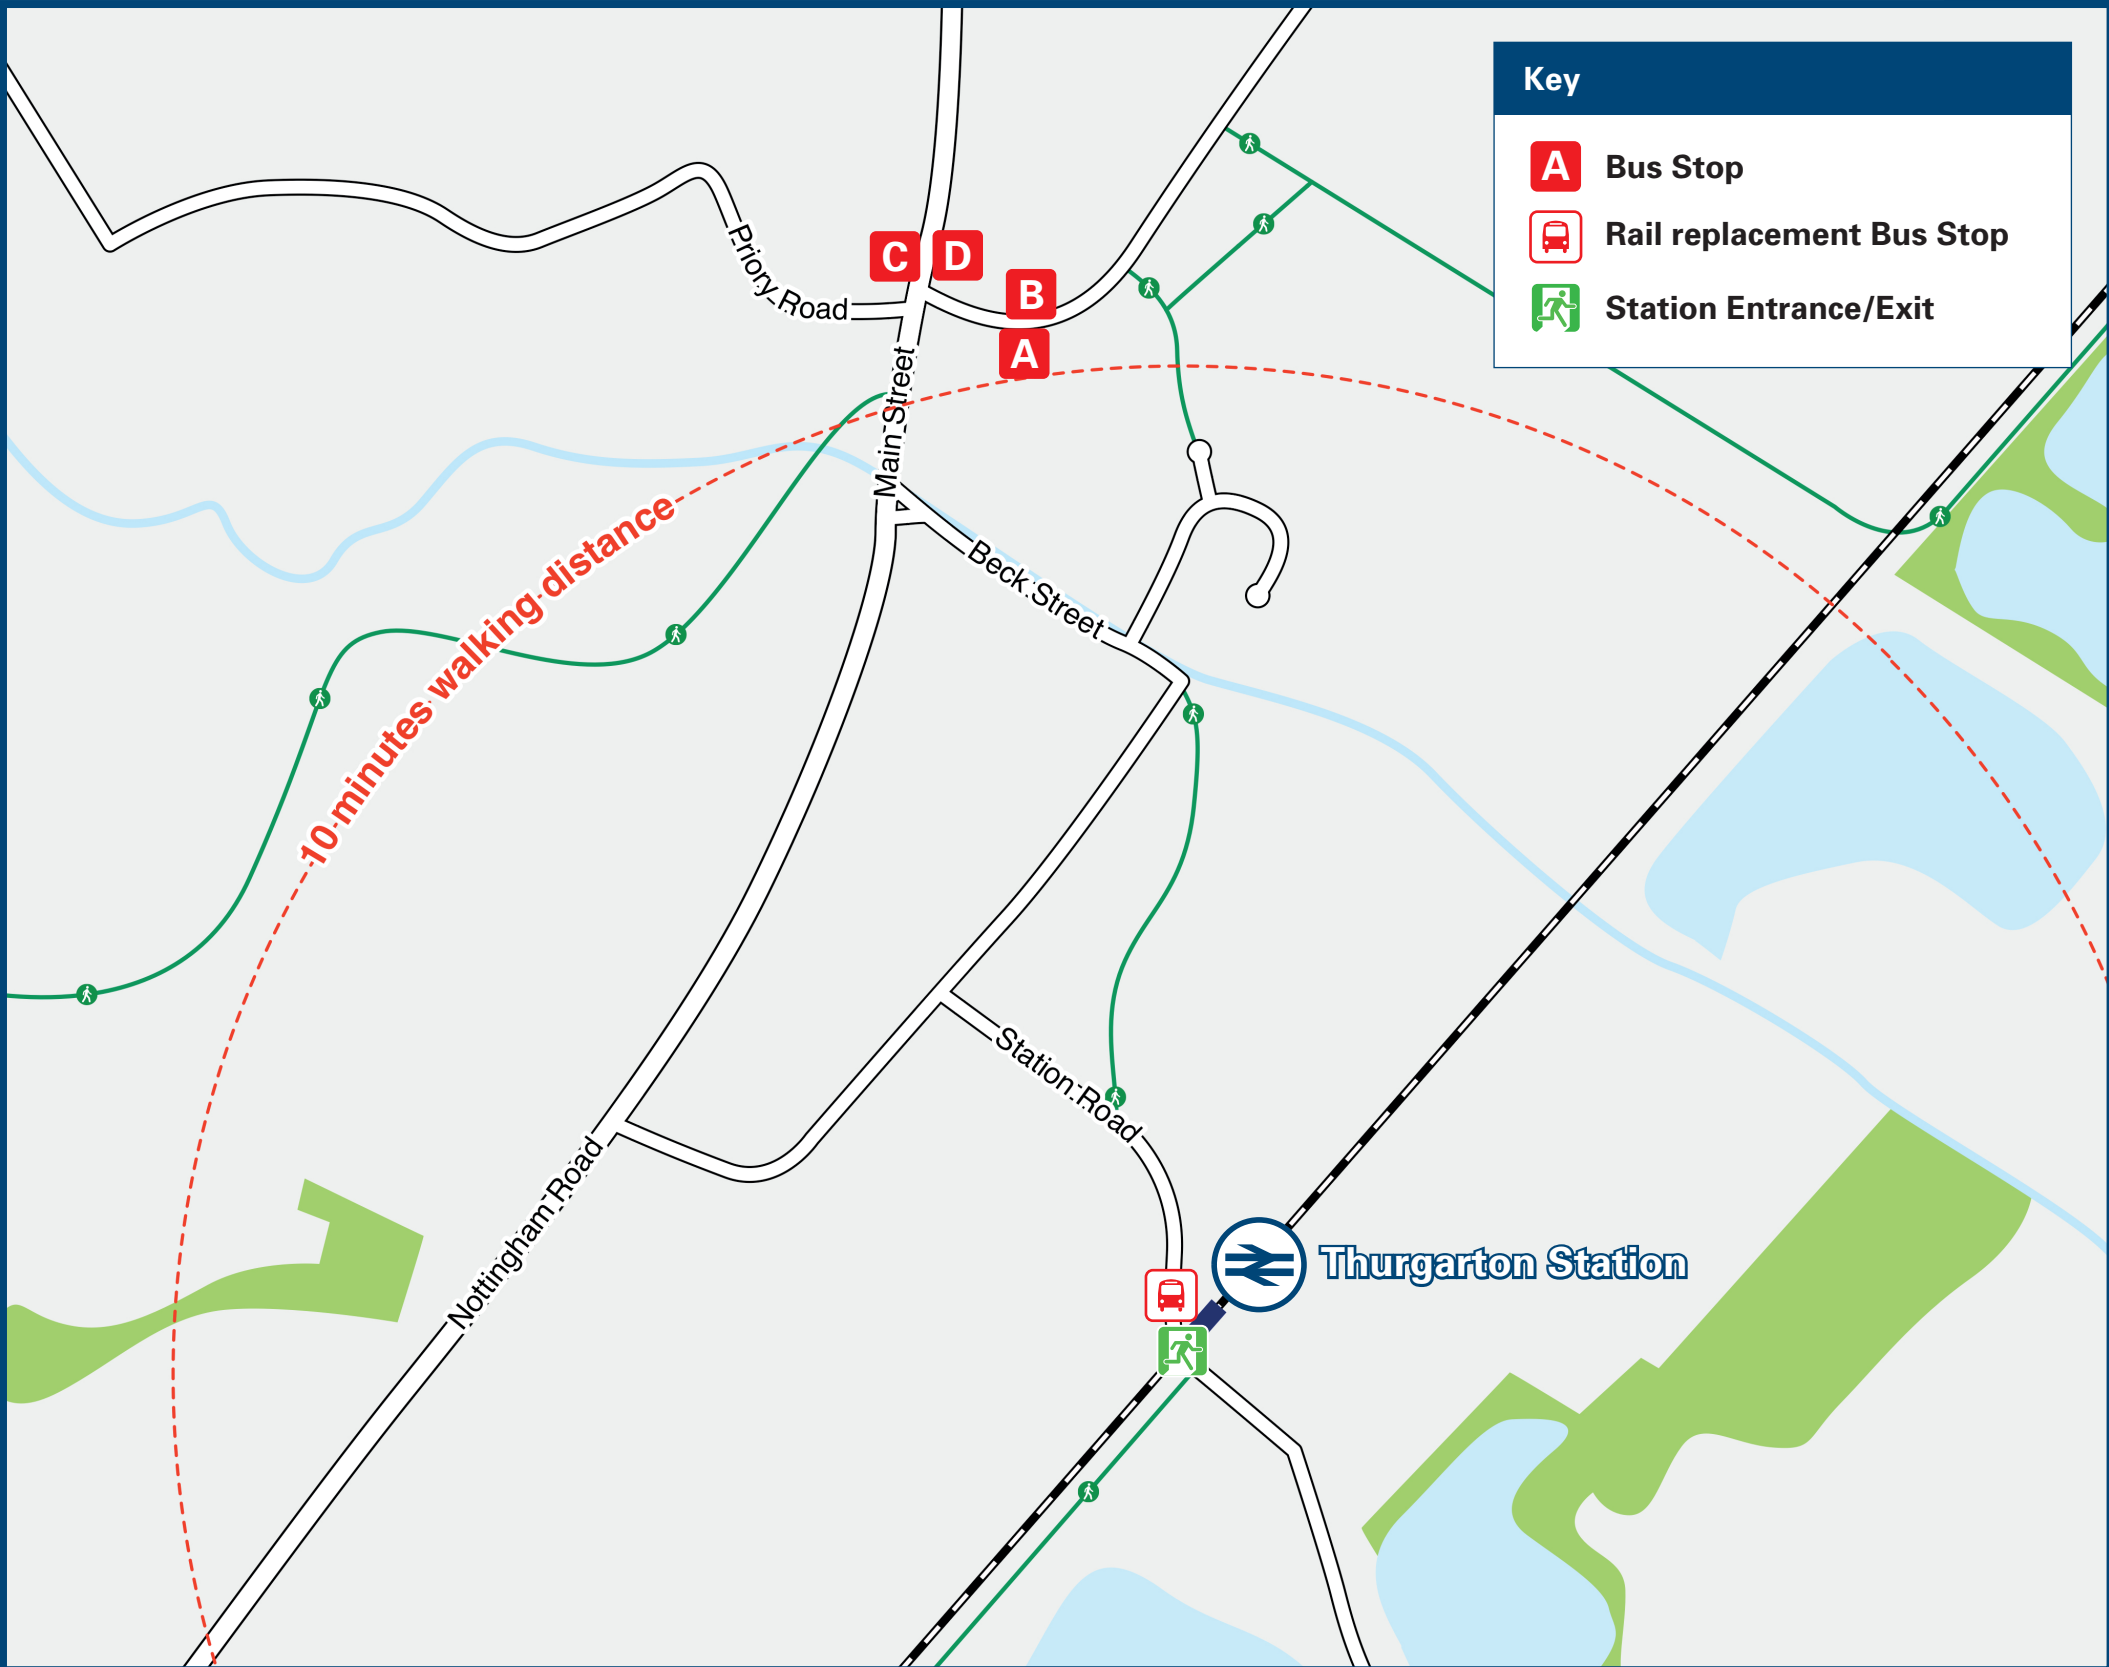 Key
A
Bus Stop
Rail replacement Bus Stop
Station Entrance/Exit
Priory Road
C
D
B
A
Main Street
10 minutes walking distance
Beck Street
Station Road
Nottingham Road
Thurgarton Station